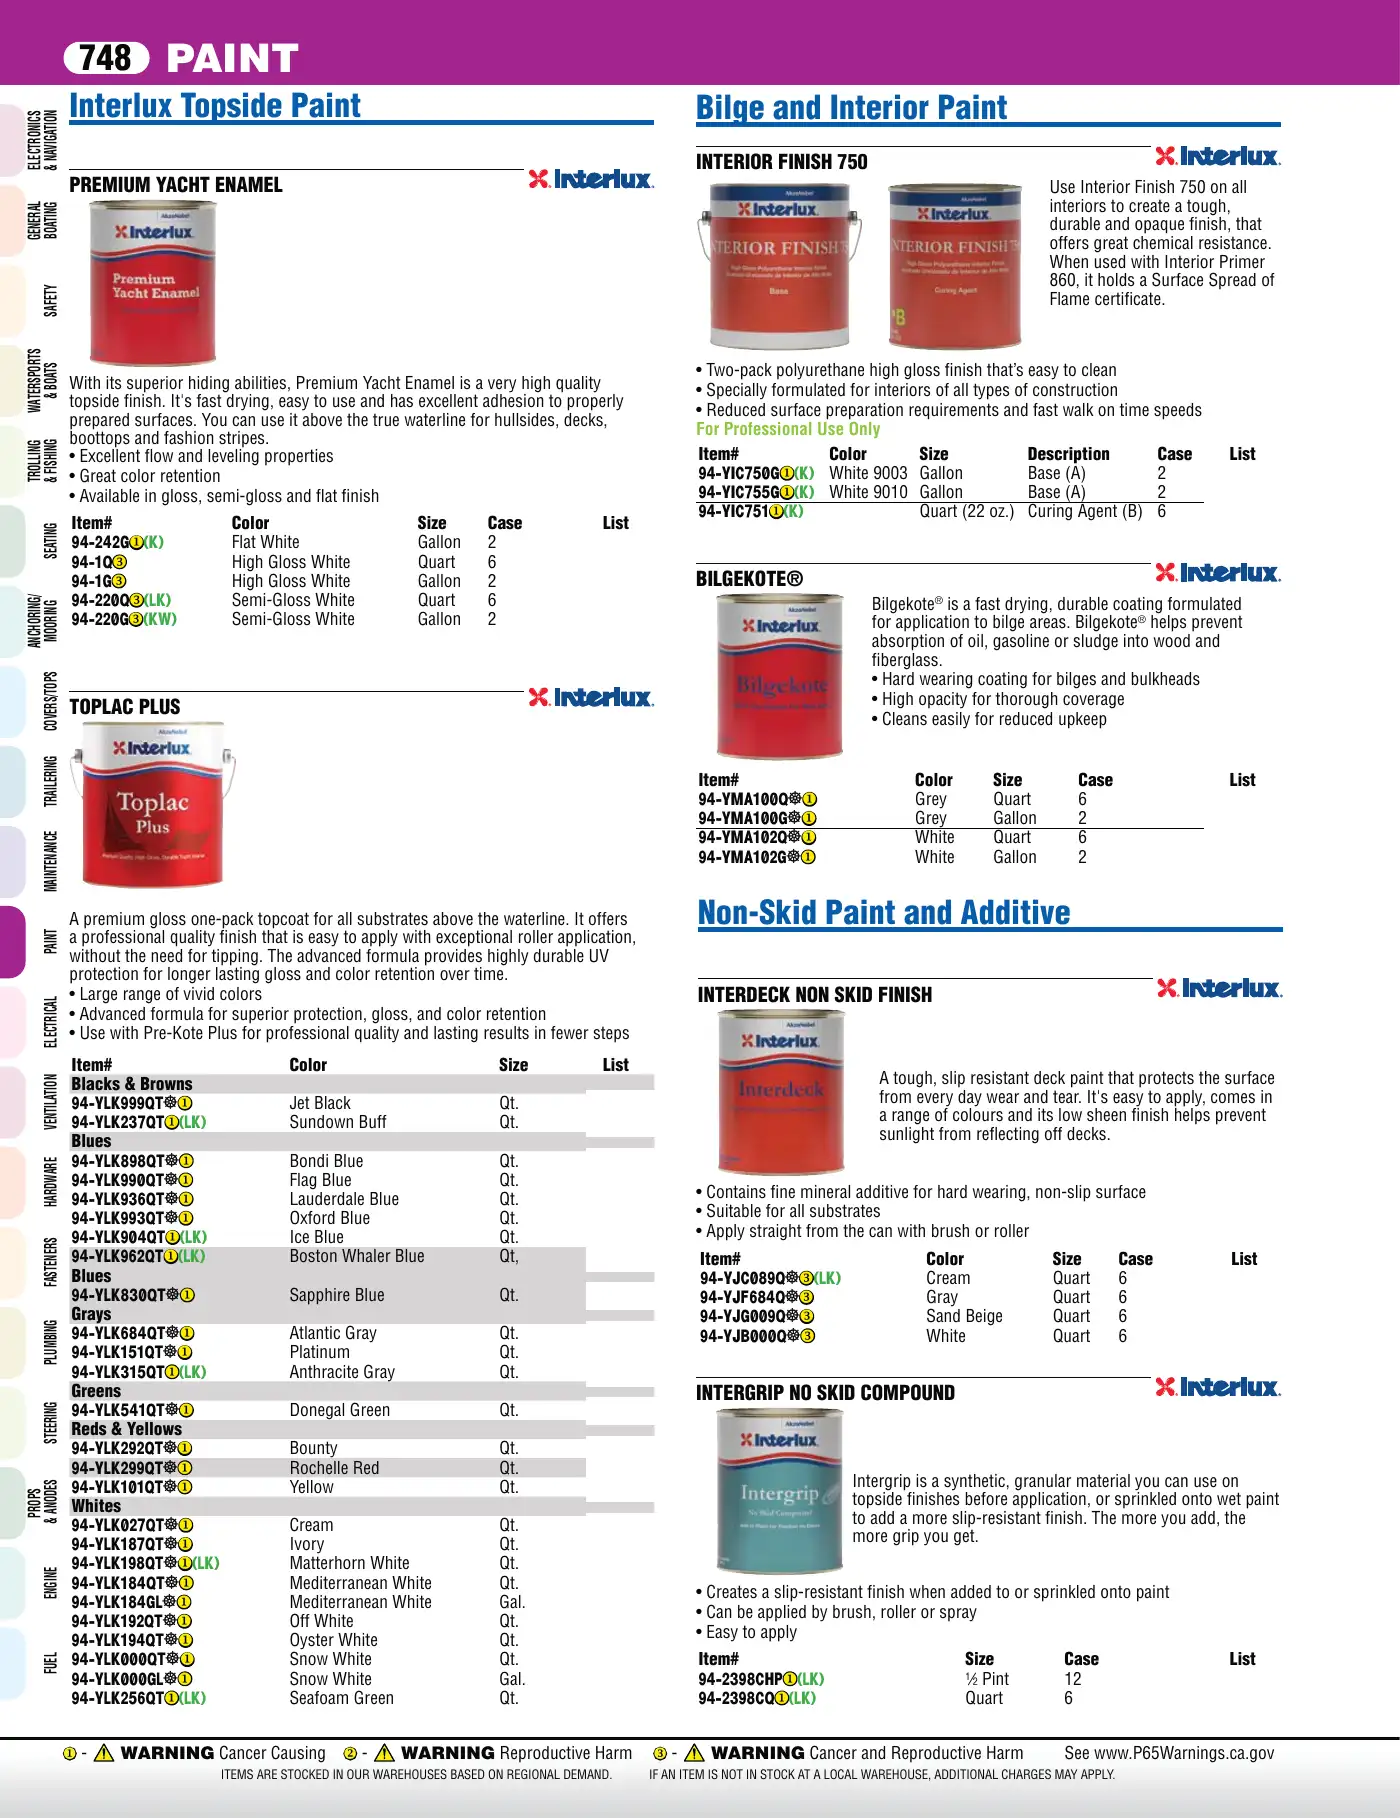 748 PAINT
ELECTRONICS
& NAVIGATION
GENERAL
BOATING
SAFETY
WATERSPORTS
& BOATS
TROLLING
& FISHING
SEATING
ANCHORING/
MOORING
COVERS/TOPS
TRAILERING
MAINTENANCE
PAINT
ELECTRICAL
VENTILATION
HARDWARE
FASTENERS
PLUMBING
STEERING
PROPS
& ANODES
ENGINE
FUEL
Interlux Topside Paint
PREMIUM YACHT ENAMEL
Interlux.
AkzoNobel
Interlux.
Premium
Yacht Enamel
With its superior hiding abilities, Premium Yacht Enamel is a very high quality
topside finish. It's fast drying, easy to use and has excellent adhesion to properly
prepared surfaces. You can use it above the true waterline for hullsides, decks,
boottops and fashion stripes.
• Excellent flow and leveling properties
• Great color retention
• Available in gloss, semi-gloss and flat finish
Item# Color Size Case List
94-242G①(K) Flat White Gallon 2
94-1Q③ High Gloss White Quart 6
94-1G③ High Gloss White Gallon 2
94-220Q③(LK) Semi-Gloss White Quart 6
94-220G③(KW) Semi-Gloss White Gallon 2
TOPLAC PLUS
Interlux.
AkzoNobel
Interlux.
Toplac
Plus
A premium gloss one-pack topcoat for all substrates above the waterline. It offers
a professional quality finish that is easy to apply with exceptional roller application,
without the need for tipping. The advanced formula provides highly durable UV
protection for longer lasting gloss and color retention over time.
• Large range of vivid colors
• Advanced formula for superior protection, gloss, and color retention
• Use with Pre-Kote Plus for professional quality and lasting results in fewer steps
Item# Color Size List
Blacks & Browns
94-YLK999QT☸① Jet Black Qt.
94-YLK237QT①(LK) Sundown Buff Qt.
Blues
94-YLK898QT☸① Bondi Blue Qt.
94-YLK990QT☸① Flag Blue Qt.
94-YLK936QT☸① Lauderdale Blue Qt.
94-YLK993QT☸① Oxford Blue Qt.
94-YLK904QT①(LK) Ice Blue Qt.
94-YLK962QT①(LK) Boston Whaler Blue Qt,
Blues
94-YLK830QT☸① Sapphire Blue Qt.
Grays
94-YLK684QT☸① Atlantic Gray Qt.
94-YLK151QT☸① Platinum Qt.
94-YLK315QT①(LK) Anthracite Gray Qt.
Greens
94-YLK541QT☸① Donegal Green Qt.
Reds & Yellows
94-YLK292QT☸① Bounty Qt.
94-YLK299QT☸① Rochelle Red Qt.
94-YLK101QT☸① Yellow Qt.
Whites
94-YLK027QT☸① Cream Qt.
94-YLK187QT☸① Ivory Qt.
94-YLK198QT☸①(LK) Matterhorn White Qt.
94-YLK184QT☸① Mediterranean White Qt.
94-YLK184GL☸① Mediterranean White Gal.
94-YLK192QT☸① Off White Qt.
94-YLK194QT☸① Oyster White Qt.
94-YLK000QT☸① Snow White Qt.
94-YLK000GL☸① Snow White Gal.
94-YLK256QT①(LK) Seafoam Green Qt.
Bilge and Interior Paint
INTERIOR FINISH 750
Interlux.
AkzoNobel
Interlux.
INTERIOR FINISH 75
Base
AkzoNobel
Interlux.
NTERIOR FINISH 75
Curing Agent
B
Use Interior Finish 750 on all
interiors to create a tough,
durable and opaque finish, that
offers great chemical resistance.
When used with Interior Primer
860, it holds a Surface Spread of
Flame certificate.
• Two-pack polyurethane high gloss finish that's easy to clean
• Specially formulated for interiors of all types of construction
• Reduced surface preparation requirements and fast walk on time speeds
For Professional Use Only
Item# Color Size Description Case List
94-YIC750G①(K) White 9003 Gallon Base (A) 2
94-YIC755G①(K) White 9010 Gallon Base (A) 2
94-YIC751①(K) Quart (22 oz.) Curing Agent (B) 6
BILGEKOTE®
Interlux.
AkzoNobel
Interlux.
Bilgekote
Bilgekote® is a fast drying, durable coating formulated
for application to bilge areas. Bilgekote® helps prevent
absorption of oil, gasoline or sludge into wood and
fiberglass.
• Hard wearing coating for bilges and bulkheads
• High opacity for thorough coverage
• Cleans easily for reduced upkeep
Item# Color Size Case List
94-YMA100Q☸① Grey Quart 6
94-YMA100G☸① Grey Gallon 2
94-YMA102Q☸① White Quart 6
94-YMA102G☸① White Gallon 2
Non-Skid Paint and Additive
INTERDECK NON SKID FINISH
Interlux.
AkzoNobel
Interlux.
Interdeck
A tough, slip resistant deck paint that protects the surface
from every day wear and tear. It's easy to apply, comes in
a range of colours and its low sheen finish helps prevent
sunlight from reflecting off decks.
• Contains fine mineral additive for hard wearing, non-slip surface
• Suitable for all substrates
• Apply straight from the can with brush or roller
Item# Color Size Case List
94-YJC089Q☸③(LK) Cream Quart 6
94-YJF684Q☸③ Gray Quart 6
94-YJG009Q☸③ Sand Beige Quart 6
94-YJB000Q☸③ White Quart 6
INTERGRIP NO SKID COMPOUND
Interlux.
AkzoNobel
Interlux.
Intergrip
No Skid Compound
Intergrip is a synthetic, granular material you can use on
topside finishes before application, or sprinkled onto wet paint
to add a more slip-resistant finish. The more you add, the
more grip you get.
• Creates a slip-resistant finish when added to or sprinkled onto paint
• Can be applied by brush, roller or spray
• Easy to apply
Item# Size Case List
94-2398CHP①(LK) ½ Pint 12
94-2398CQ①(LK) Quart 6
① - ⚠ WARNING Cancer Causing ② - ⚠ WARNING Reproductive Harm ③ - ⚠ WARNING Cancer and Reproductive Harm See www.P65Warnings.ca.gov
ITEMS ARE STOCKED IN OUR WAREHOUSES BASED ON REGIONAL DEMAND. IF AN ITEM IS NOT IN STOCK AT A LOCAL WAREHOUSE, ADDITIONAL CHARGES MAY APPLY.